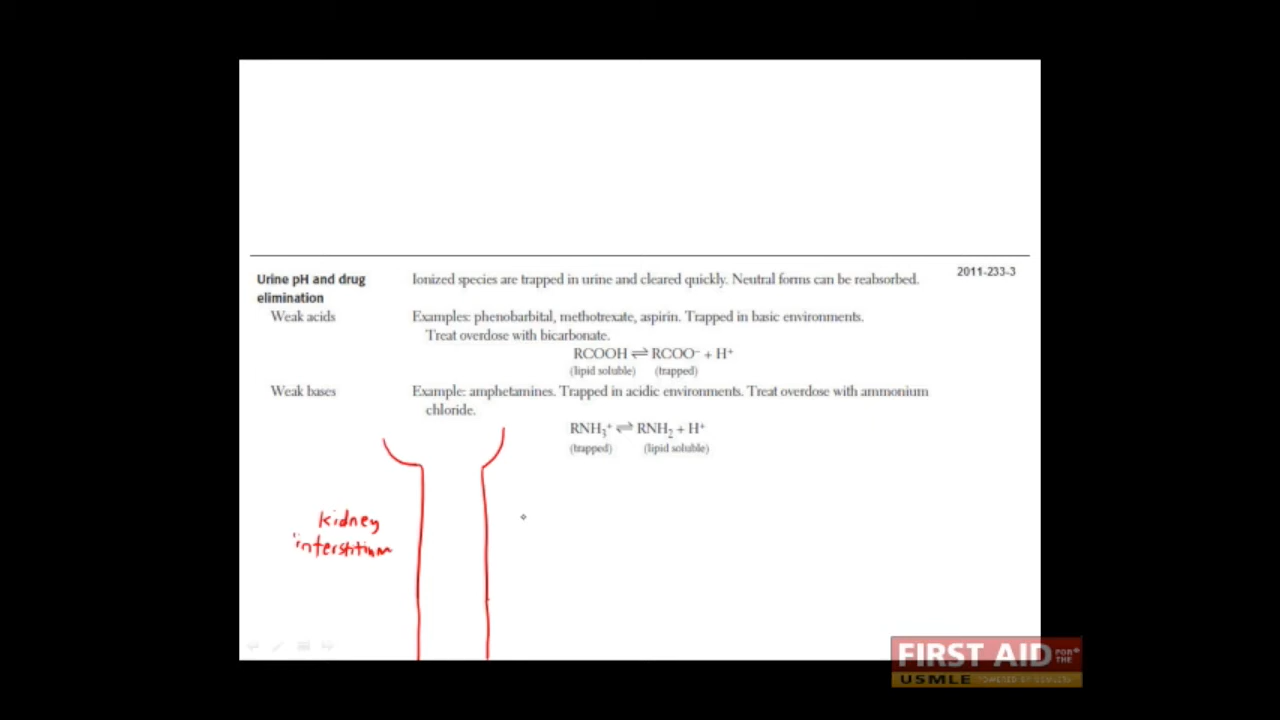 2011-233-3
Urine pH and drug
elimination
Ionized species are trapped in urine and cleared quickly. Neutral forms can be reabsorbed.
Weak acids
Examples: phenobarbital, methotrexate, aspirin. Trapped in basic environments.
Treat overdose with bicarbonate.
RCOOH ⇌ RCOO⁻ + H⁺
(lipid soluble) (trapped)
Weak bases
Example: amphetamines. Trapped in acidic environments. Treat overdose with ammonium
chloride.
RNH₃⁺ ⇌ RNH₂ + H⁺
(trapped) (lipid soluble)
kidney
interstitium
FIRST AID FOR THE
USMLE